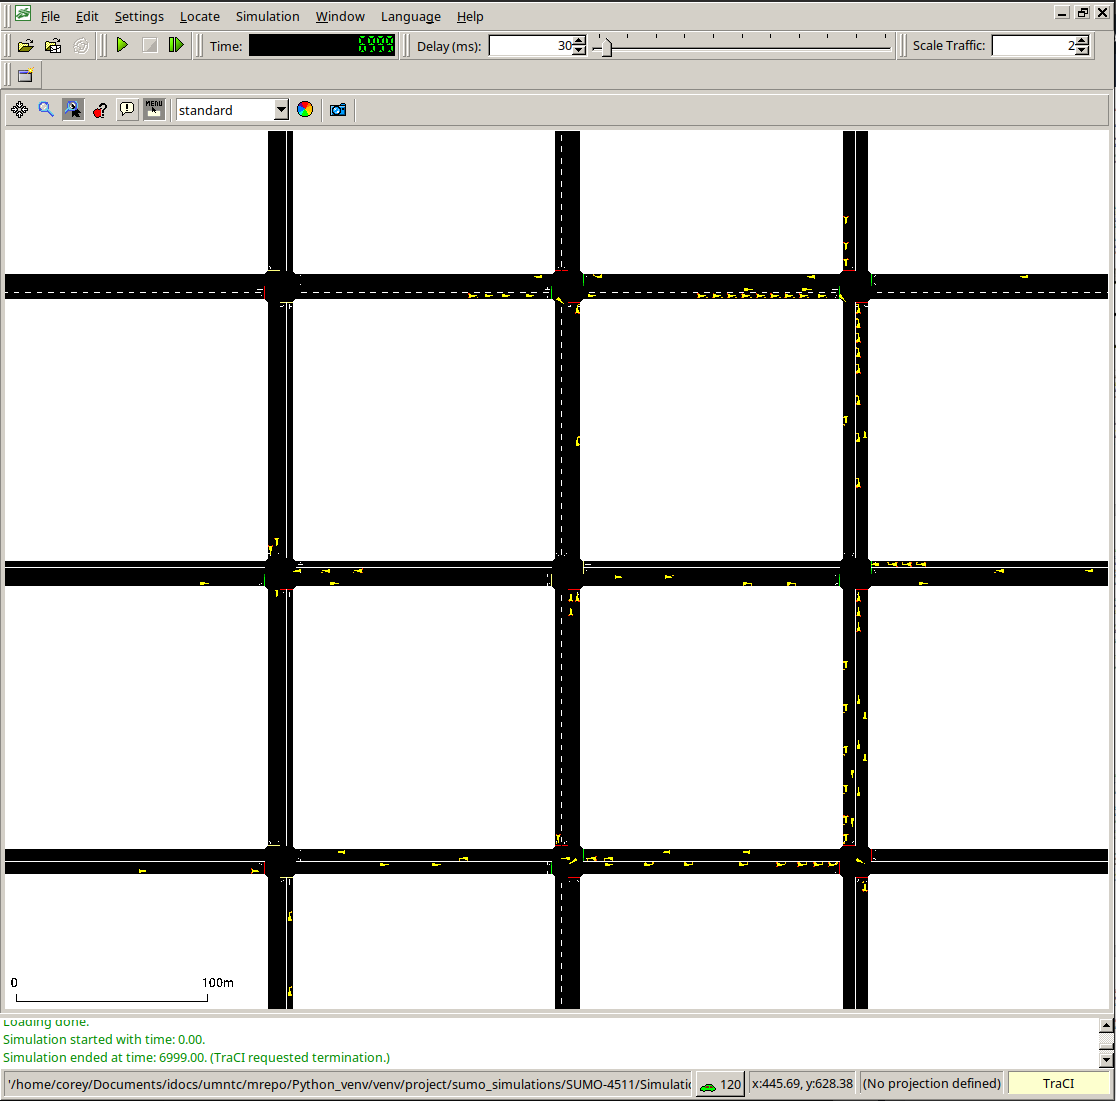 File Edit Settings Locate Simulation Window Language Help
Time: 6999 Delay (ms): 30 Scale Traffic: 2
MENU standard
0 100m
Loading done.
Simulation started with time: 0.00.
Simulation ended at time: 6999.00. (TraCI requested termination.)
'/home/corey/Documents/idocs/umntc/mrepo/Python_venv/venv/project/sumo_simulations/SUMO-4511/Simulatic 120 x:445.69, y:628.38 (No projection defined) TraCI